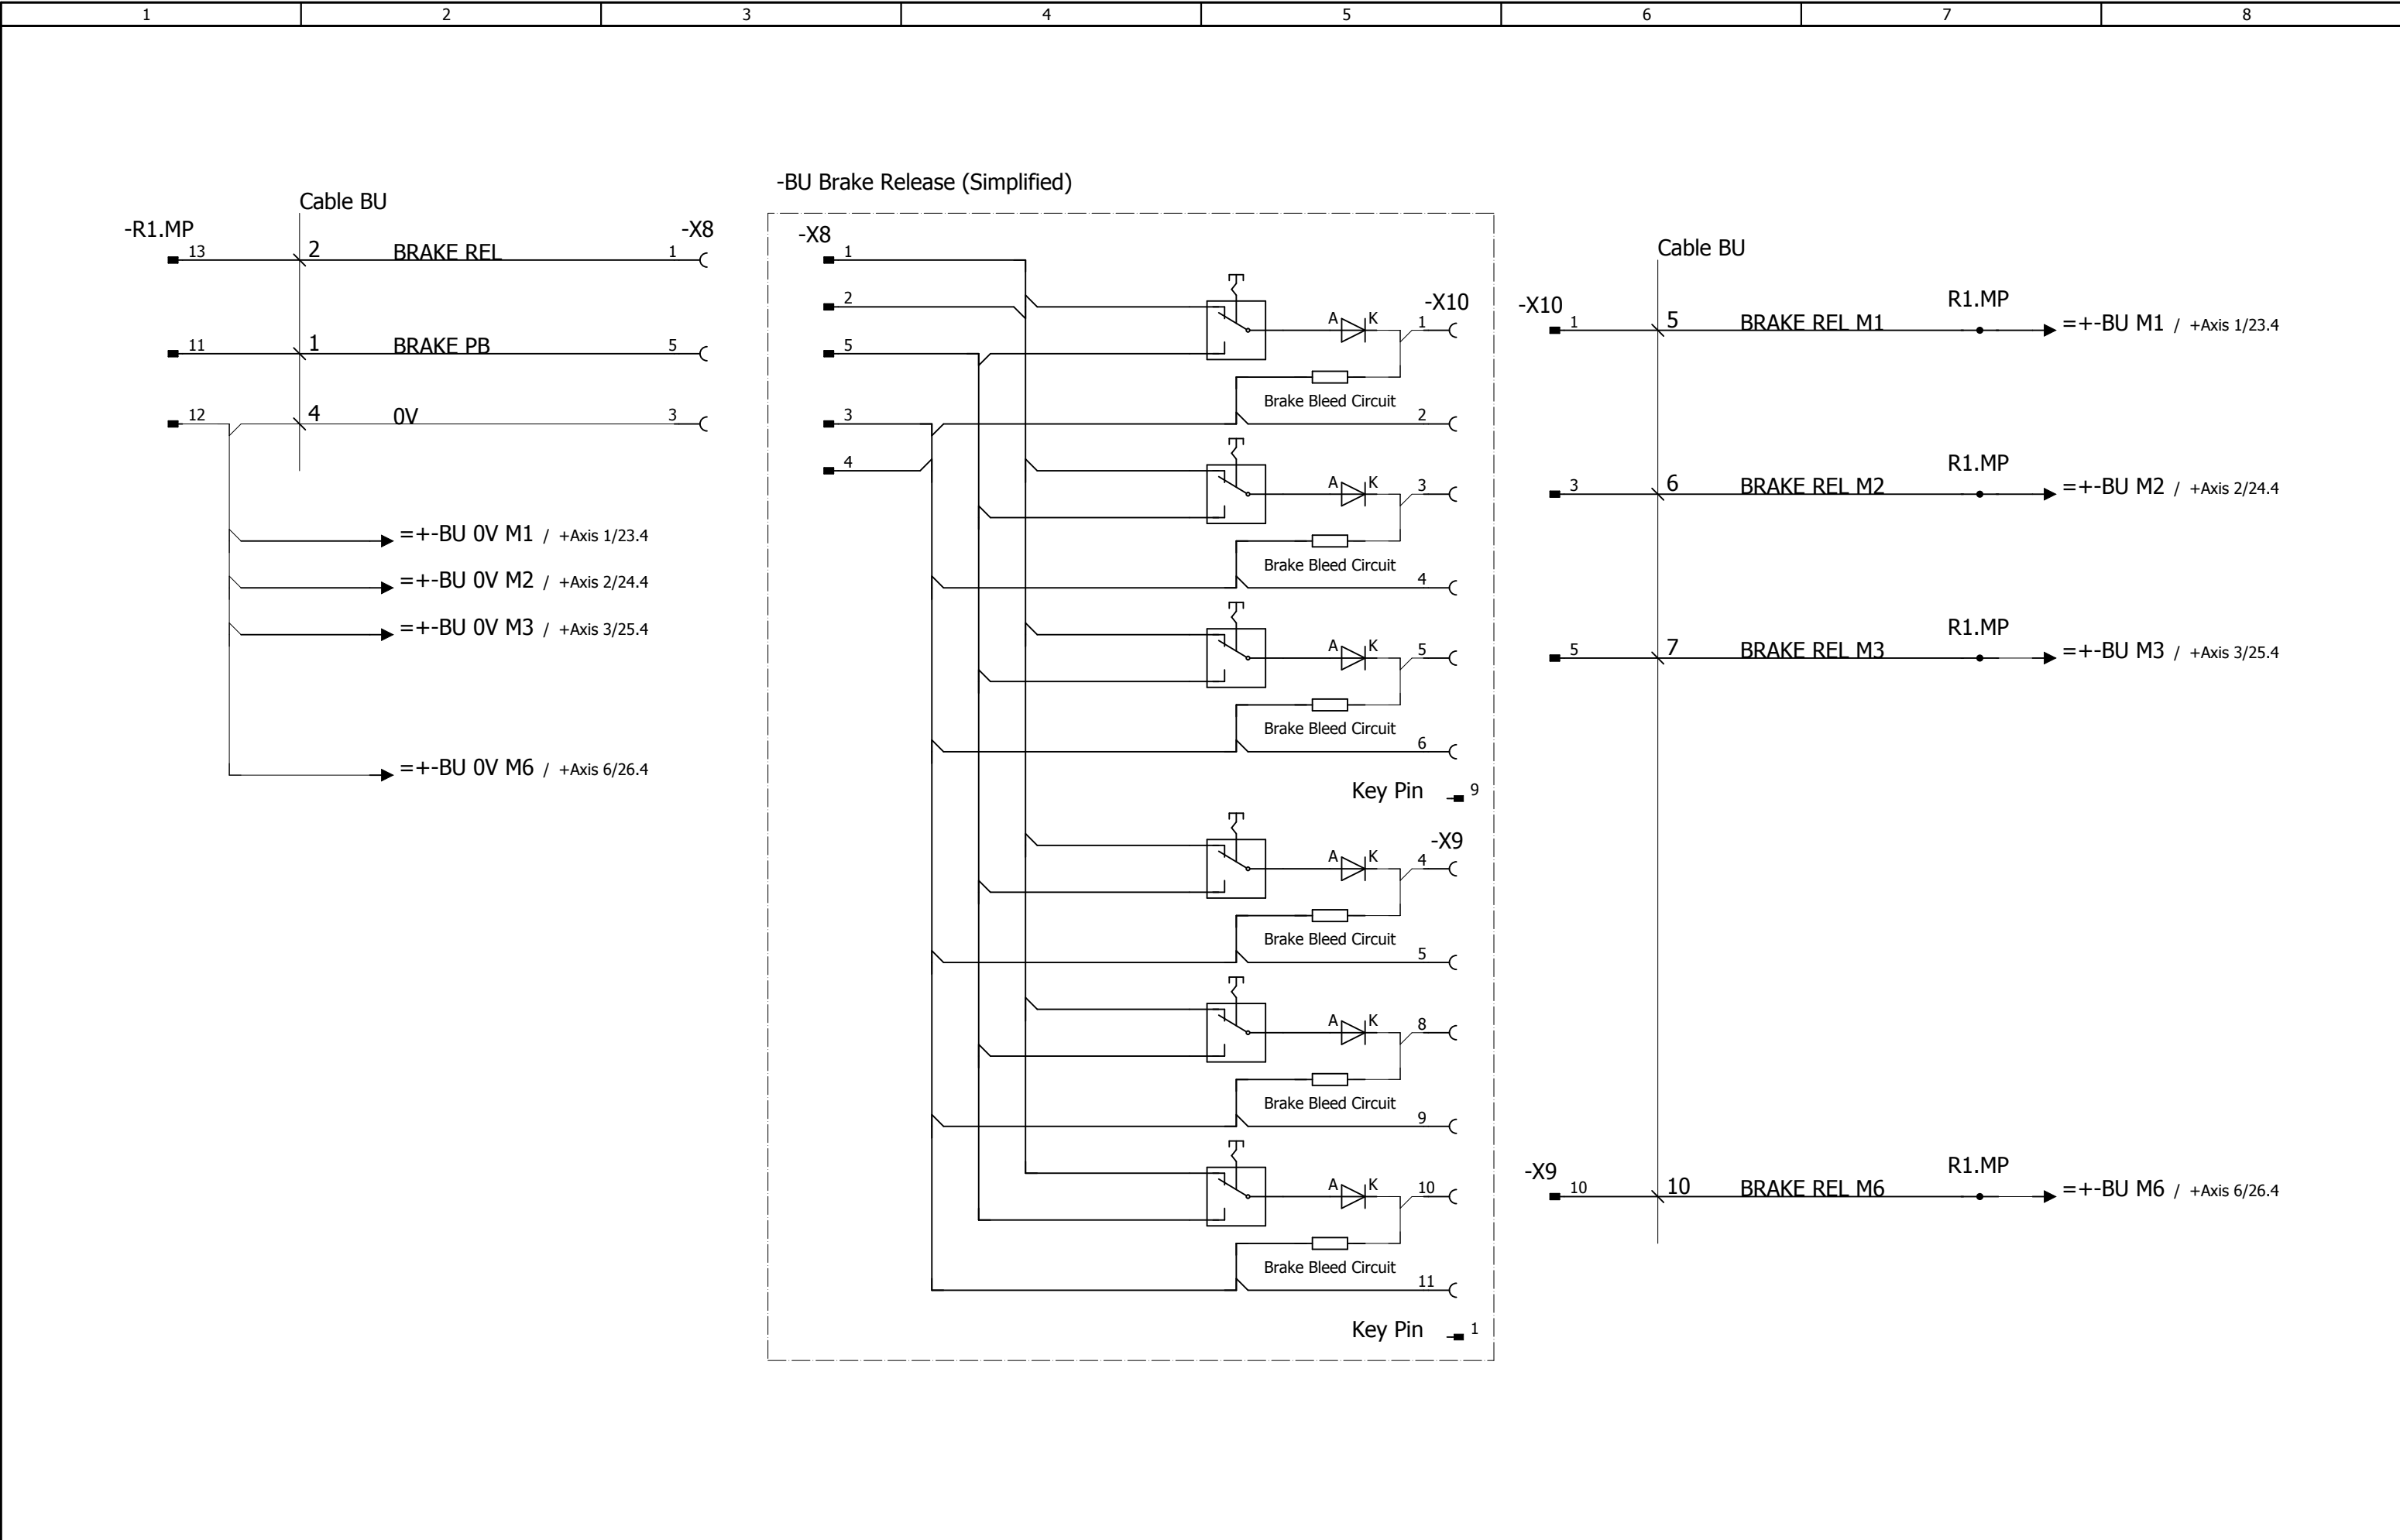 1 2 3 4 5 6 7 8
-BU Brake Release (Simplified)
Cable BU
-R1.MP
-X8
13 2 BRAKE REL 1
11 1 BRAKE PB 5
12 4 0V 3
=+-BU 0V M1 / +Axis 1/23.4
=+-BU 0V M2 / +Axis 2/24.4
=+-BU 0V M3 / +Axis 3/25.4
=+-BU 0V M6 / +Axis 6/26.4
-X8
1
2
5
3
4
-X10
A K 1
Brake Bleed Circuit
2
A K 3
Brake Bleed Circuit
4
A K 5
Brake Bleed Circuit
6
Key Pin 9
-X9
A K 4
Brake Bleed Circuit
5
A K 8
Brake Bleed Circuit
9
A K 10
Brake Bleed Circuit
11
Key Pin 1
Cable BU
-X10
R1.MP
1 5 BRAKE REL M1 =+-BU M1 / +Axis 1/23.4
R1.MP
3 6 BRAKE REL M2 =+-BU M2 / +Axis 2/24.4
R1.MP
5 7 BRAKE REL M3 =+-BU M3 / +Axis 3/25.4
-X9
R1.MP
10 10 BRAKE REL M6 =+-BU M6 / +Axis 6/26.4